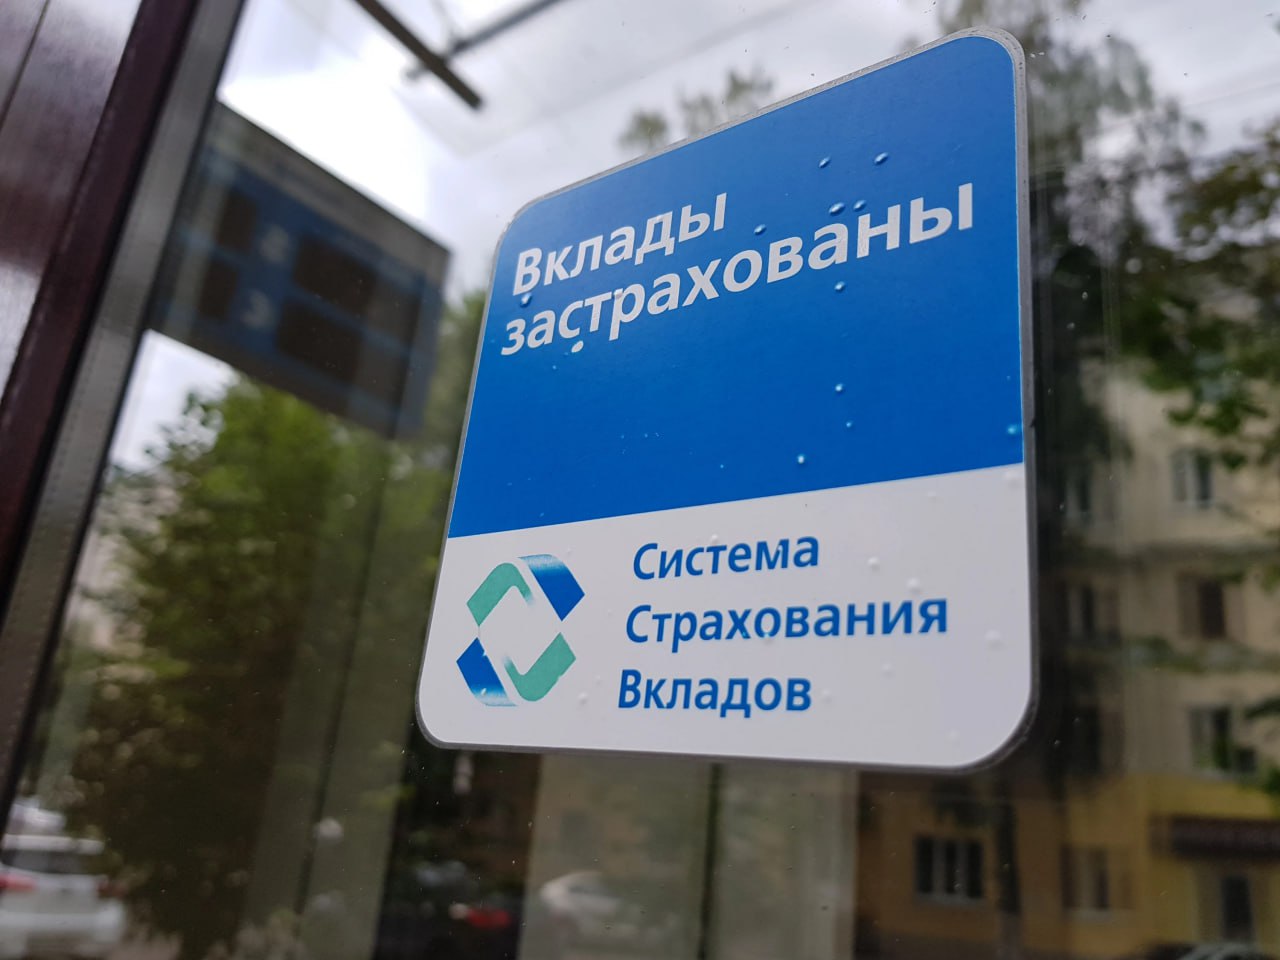 Вклады
застрахованы
Система
Страхования
Вкладов